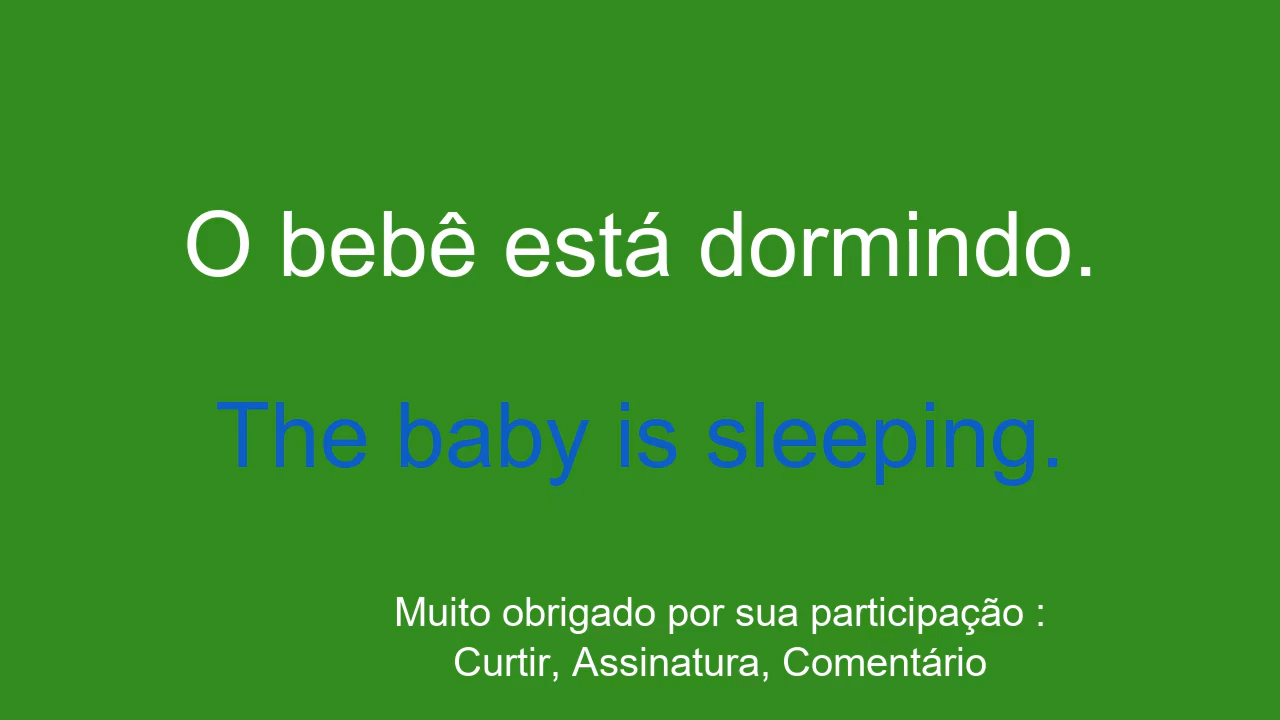 O bebê está dormindo.
The baby is sleeping.
Muito obrigado por sua participação :
Curtir, Assinatura, Comentário